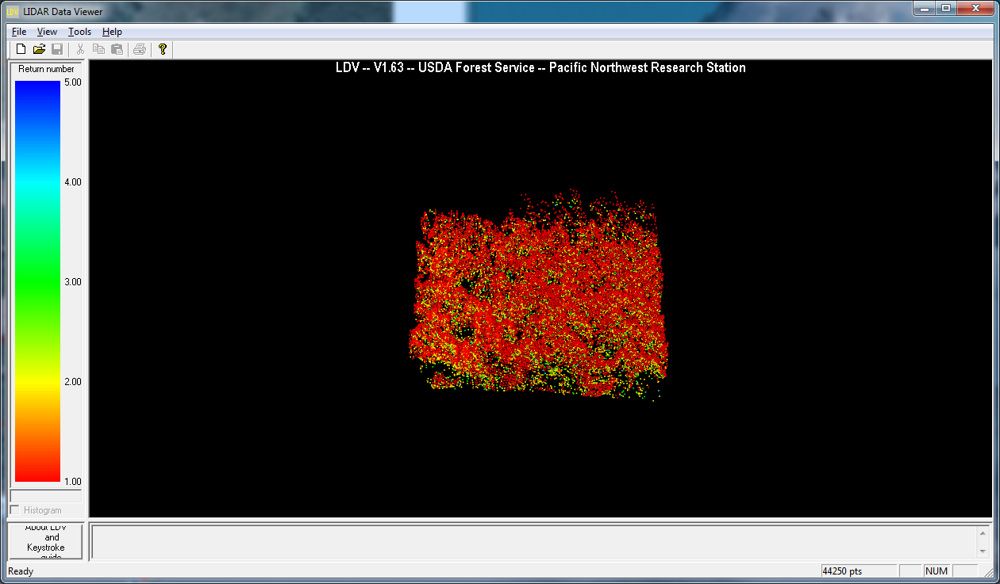 LDV
LIDAR Data Viewer
File View Tools Help
LDV -- V1.63 -- USDA Forest Service -- Pacific Northwest Research Station
Return number
5.00
4.00
3.00
2.00
1.00
Histogram
About LDV
and
Keystroke
guide
Ready
44250 pts
NUM